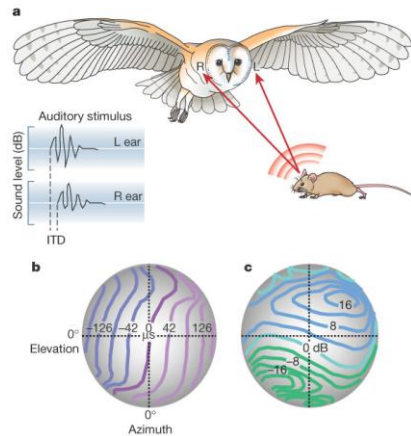 a
R
L
Auditory stimulus
Sound level (dB)
L ear
R ear
ITD
b
c
–126 –42 0 42 126
μs
0°
Elevation
0°
Azimuth
–16
8
0 dB
–8
–16